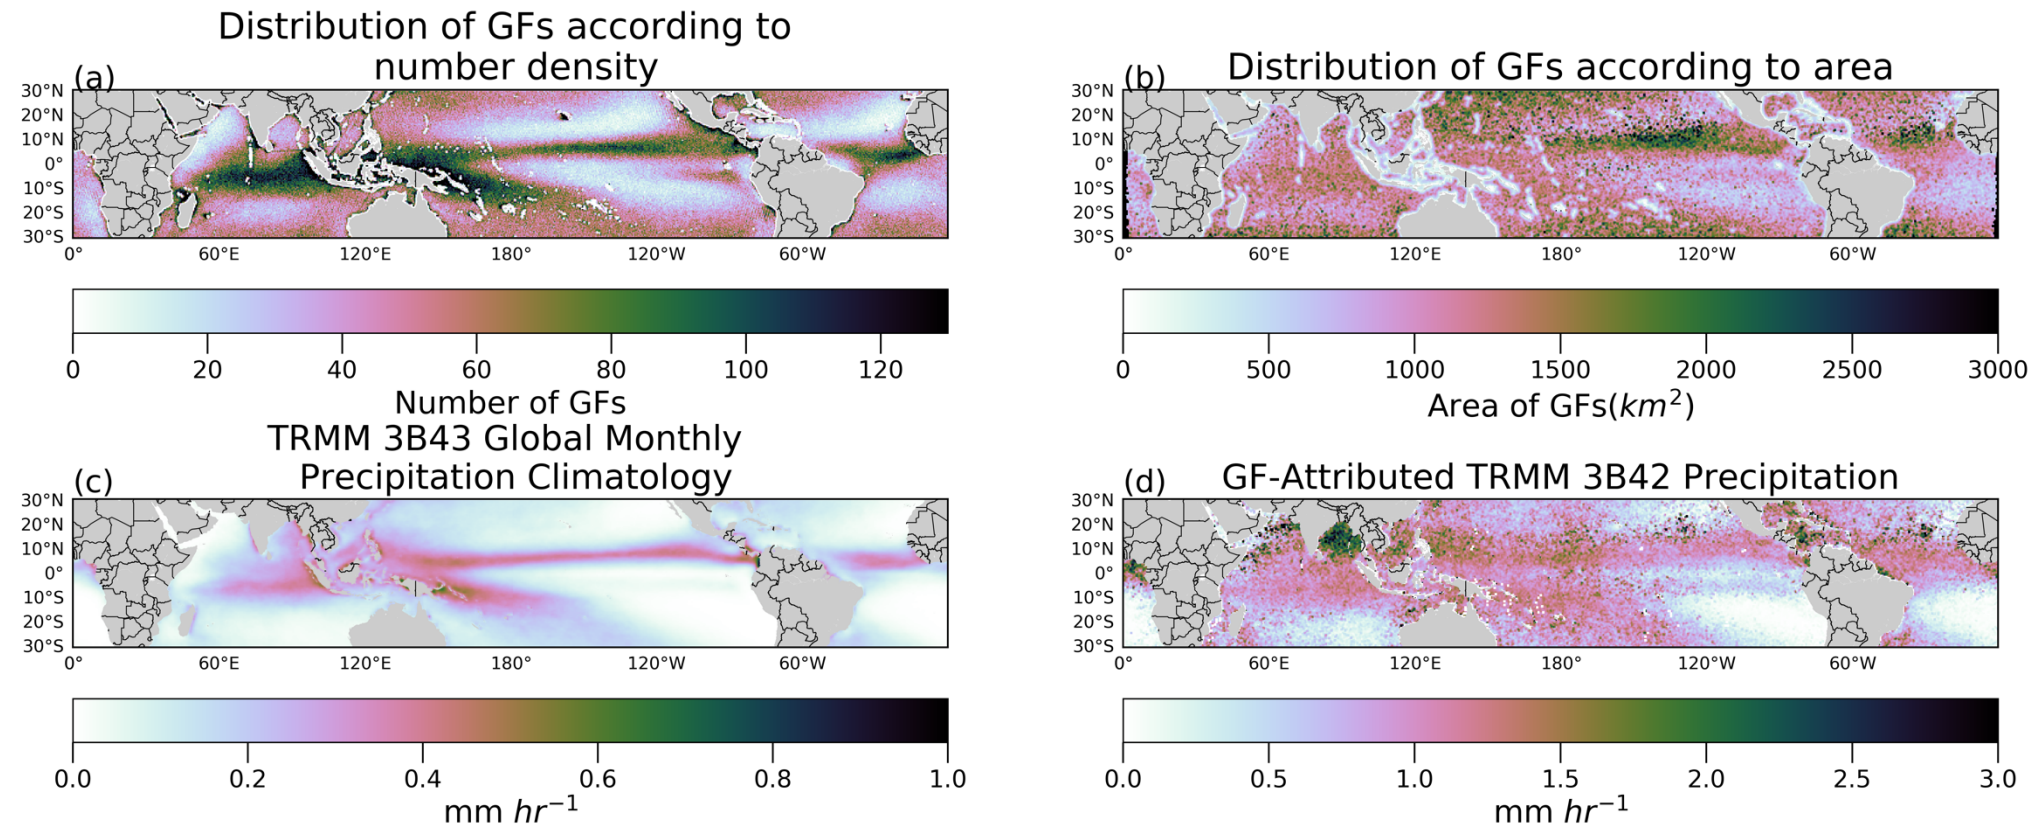 Distribution of GFs according to
number density
(a)
30°N
20°N
10°N
0°
10°S
20°S
30°S
0° 60°E 120°E 180° 120°W 60°W
0 20 40 60 80 100 120
Number of GFs
(b) Distribution of GFs according to area
30°N
20°N
10°N
0°
10°S
20°S
30°S
0° 60°E 120°E 180° 120°W 60°W
0 500 1000 1500 2000 2500 3000
Area of GFs(km²)
TRMM 3B43 Global Monthly
Precipitation Climatology
(c)
30°N
20°N
10°N
0°
10°S
20°S
30°S
0° 60°E 120°E 180° 120°W 60°W
0.0 0.2 0.4 0.6 0.8 1.0
mm hr⁻¹
(d) GF-Attributed TRMM 3B42 Precipitation
30°N
20°N
10°N
0°
10°S
20°S
30°S
0° 60°E 120°E 180° 120°W 60°W
0.0 0.5 1.0 1.5 2.0 2.5 3.0
mm hr⁻¹